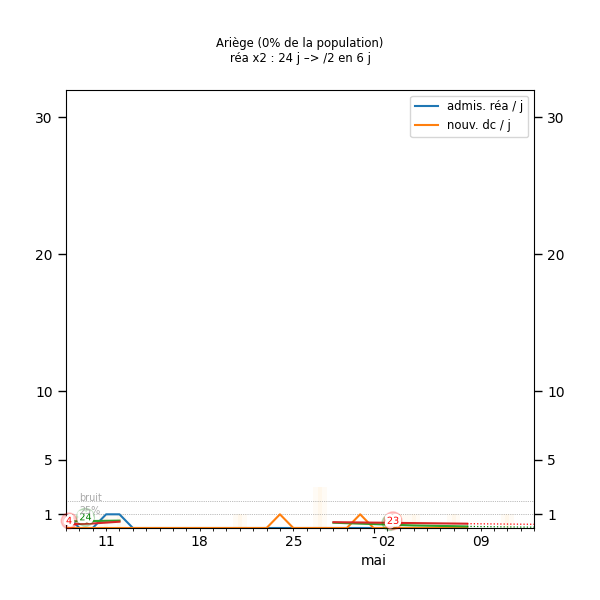 Ariège (0% de la population)
réa x2 : 24 j –> /2 en 6 j
admis. réa / j
nouv. dc / j
30 30
20 20
10 10
5 5
bruit
25%
1 1
4 24 23
11 18 25 02 09
mai